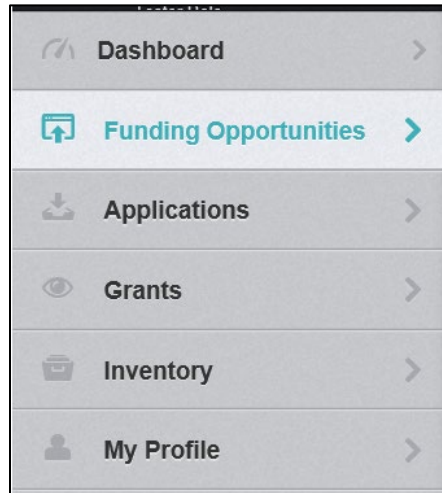 Dashboard
Funding Opportunities
Applications
Grants
Inventory
My Profile